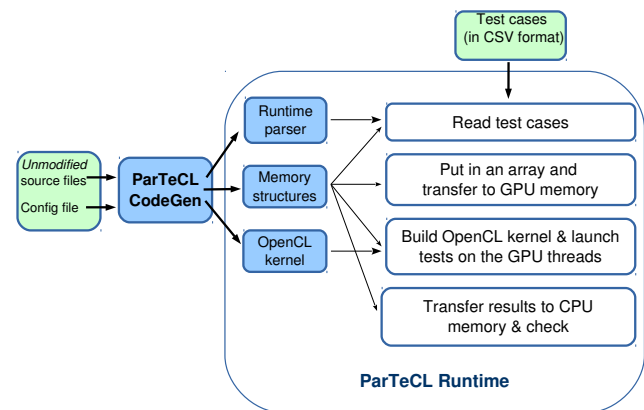 Test cases
(in CSV format)
Runtime
parser
Read test cases
Unmodified
source files
Config file
ParTeCL
CodeGen
Memory
structures
Put in an array and
transfer to GPU memory
OpenCL
kernel
Build OpenCL kernel & launch
tests on the GPU threads
Transfer results to CPU
memory & check
ParTeCL Runtime